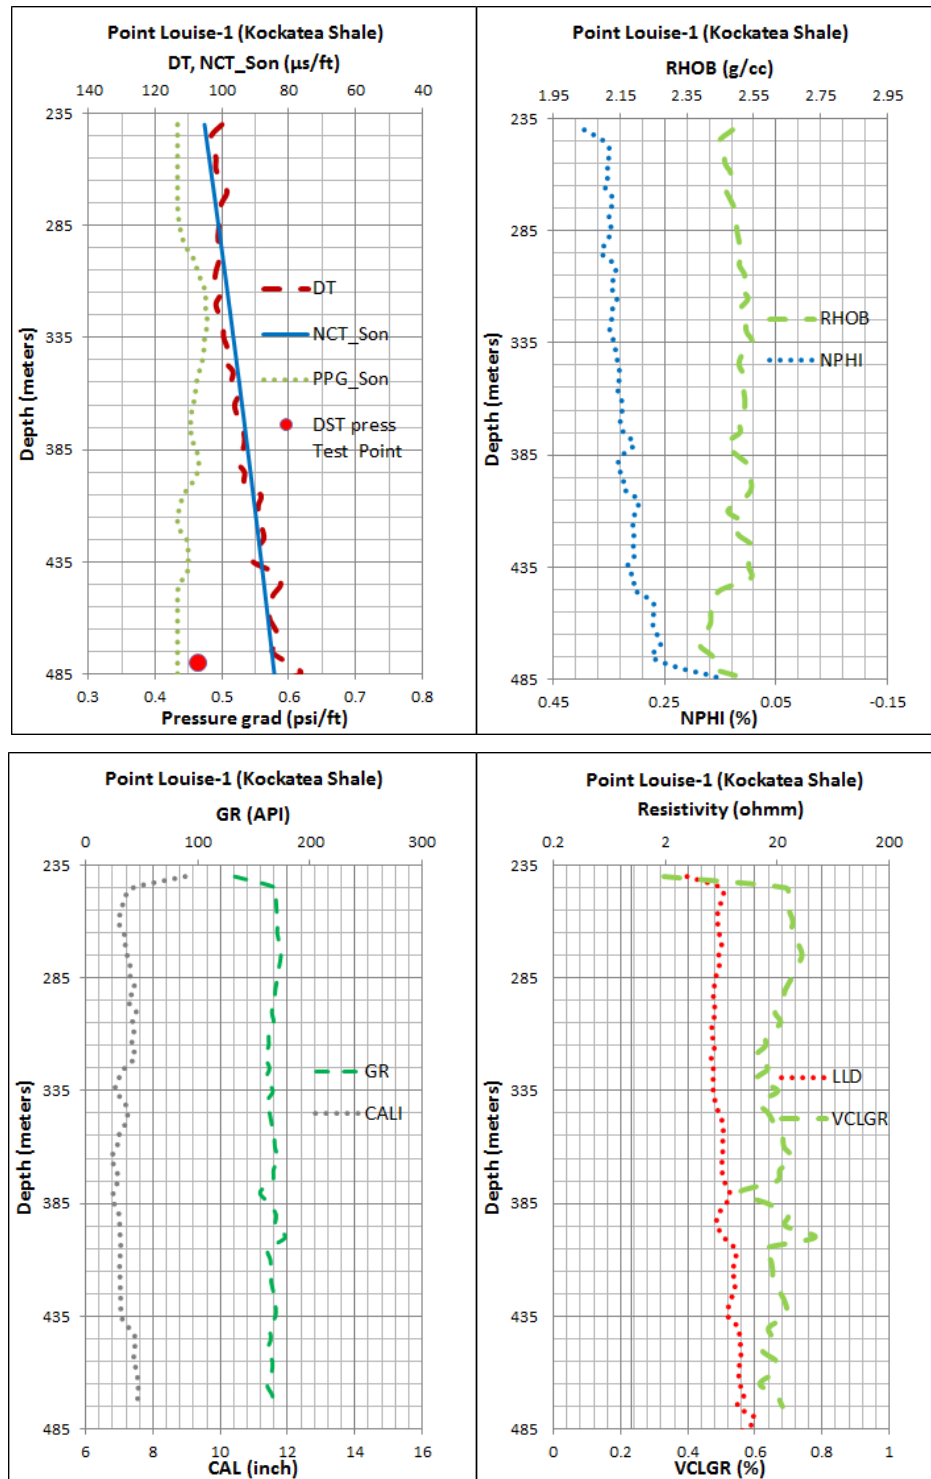 Point Louise-1 (Kockatea Shale)
DT, NCT_Son (µs/ft)
140 120 100 80 60 40
235
285
335
385
435
485
Depth (meters)
DT
NCT_Son
PPG_Son
DST press
Test Point
0.3 0.4 0.5 0.6 0.7 0.8
Pressure grad (psi/ft)
Point Louise-1 (Kockatea Shale)
RHOB (g/cc)
1.95 2.15 2.35 2.55 2.75 2.95
235
285
335
385
435
485
Depth (meters)
RHOB
NPHI
0.45 0.25 0.05 -0.15
NPHI (%)
Point Louise-1 (Kockatea Shale)
GR (API)
0 100 200 300
235
285
335
385
435
485
Depth (meters)
GR
CALI
6 8 10 12 14 16
CAL (inch)
Point Louise-1 (Kockatea Shale)
Resistivity (ohmm)
0.2 2 20 200
235
285
335
385
435
485
Depth (meters)
LLD
VCLGR
0 0.2 0.4 0.6 0.8 1
VCLGR (%)